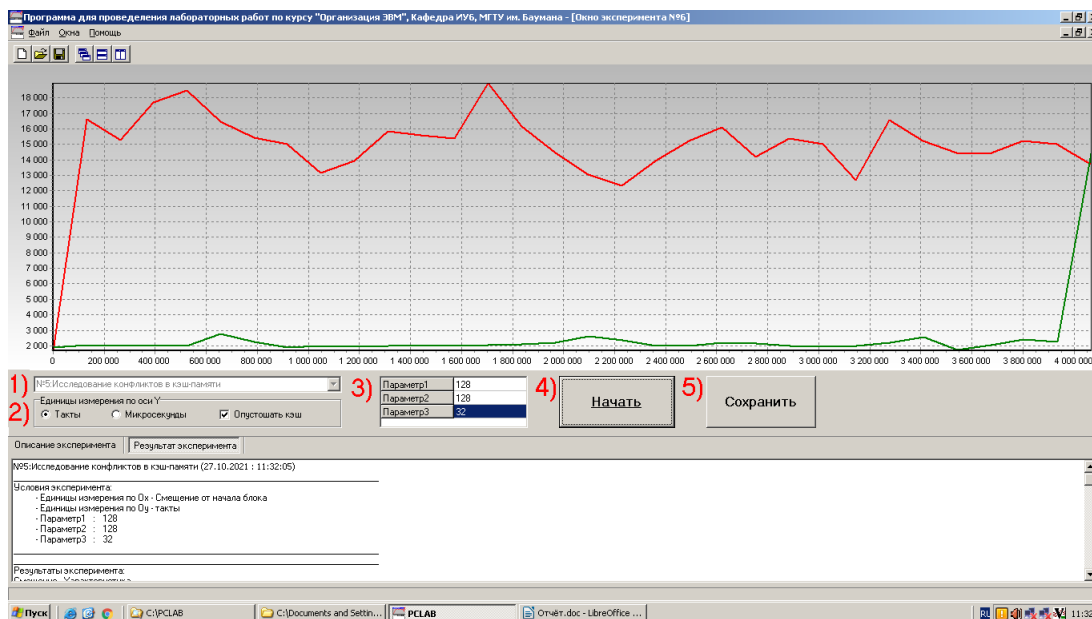 Программа для проведеления лабораторных работ по курсу "Организация ЭВМ", Кафедра ИУ6, МГТУ им. Баумана - [Окно эксперимента №6]
Файл Окна Помощь
18 000
17 000
16 000
15 000
14 000
13 000
12 000
11 000
10 000
9 000
8 000
7 000
6 000
5 000
4 000
3 000
2 000
0 200 000 400 000 600 000 800 000 1 000 000 1 200 000 1 400 000 1 600 000 1 800 000 2 000 000 2 200 000 2 400 000 2 600 000 2 800 000 3 000 000 3 200 000 3 400 000 3 600 000 3 800 000 4 000 000
1) №5:Исследование конфликтов в кэш-памяти
2) Единицы измерения по оси Y
Такты Микросекунды Опустошать кэш
3) Параметр1 128
Параметр2 128
Параметр3 32
4) Начать
5) Сохранить
Описание эксперимента Результат эксперимента
№5:Исследование конфликтов в кэш-памяти (27.10.2021 : 11:32:05)
Условия эксперимента:
- Единицы измерения по Ox - Смещение от начала блока
- Единицы измерения по Oy - такты
- Параметр1 : 128
- Параметр2 : 128
- Параметр3 : 32
Результаты эксперимента:
Пуск C:\PCLAB C:\Documents and Settin... PCLAB Отчёт.doc - LibreOffice ... RU 11:32